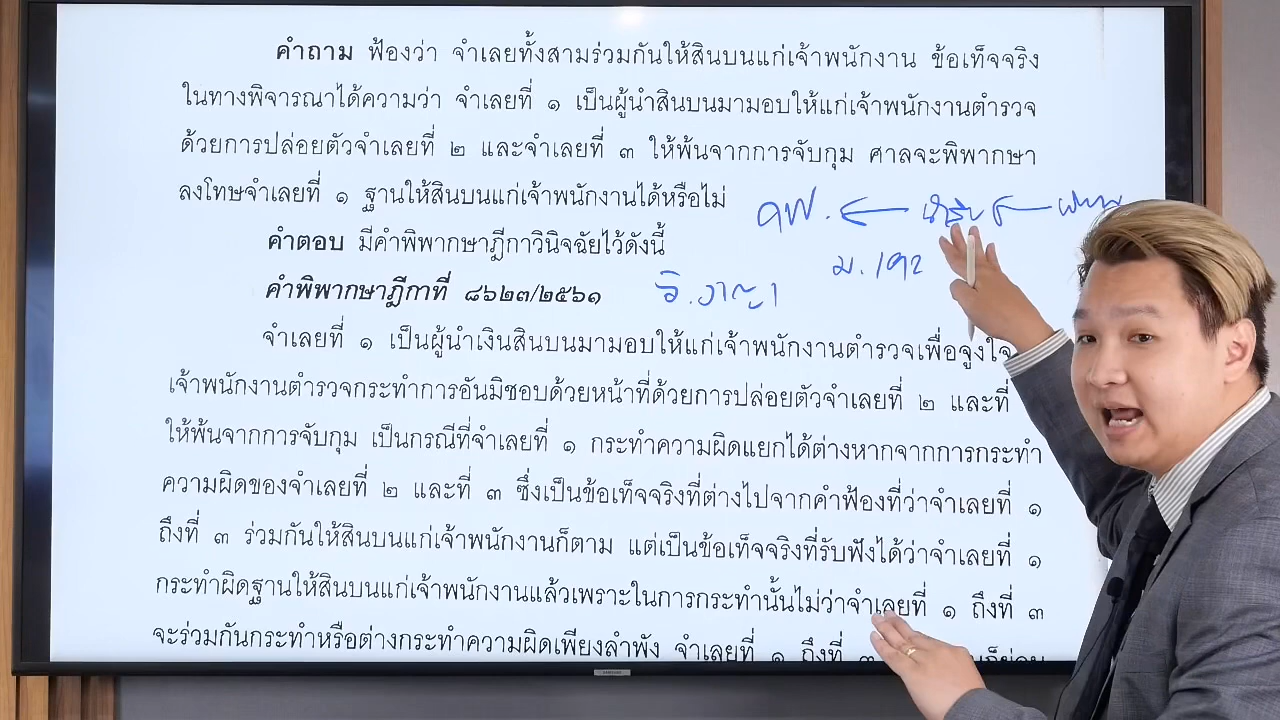 คำถาม ฟ้องว่า จำเลยทั้งสามร่วมกันให้สินบนแก่เจ้าพนักงาน ข้อเท็จจริง
ในทางพิจารณาได้ความว่า จำเลยที่ ๑ เป็นผู้นำสินบนมามอบให้แก่เจ้าพนักงานตำรวจ
ด้วยการปล่อยตัวจำเลยที่ ๒ และจำเลยที่ ๓ ให้พ้นจากการจับกุม ศาลจะพิพากษา
ลงโทษจำเลยที่ ๑ ฐานให้สินบนแก่เจ้าพนักงานได้หรือไม่
คำตอบ มีคำพิพากษาฎีกาวินิจฉัยไว้ดังนี้
ม.192
คำพิพากษาฎีกาที่ ๘๖๒๓/๒๕๖๑ วิ.อาญา
จำเลยที่ ๑ เป็นผู้นำเงินสินบนมามอบให้แก่เจ้าพนักงานตำรวจเพื่อจูงใจ
เจ้าพนักงานตำรวจกระทำการอันมิชอบด้วยหน้าที่ด้วยการปล่อยตัวจำเลยที่ ๒ และที่
ให้พ้นจากการจับกุม เป็นกรณีที่จำเลยที่ ๑ กระทำความผิดแยกได้ต่างหากจากการกระทำ
ความผิดของจำเลยที่ ๒ และที่ ๓ ซึ่งเป็นข้อเท็จจริงที่ต่างไปจากคำฟ้องที่ว่าจำเลยที่ ๑
ถึงที่ ๓ ร่วมกันให้สินบนแก่เจ้าพนักงานก็ตาม แต่เป็นข้อเท็จจริงที่รับฟังได้ว่าจำเลยที่ ๑
กระทำผิดฐานให้สินบนแก่เจ้าพนักงานแล้วเพราะในการกระทำนั้นไม่ว่าจำเลยที่ ๑ ถึงที่ ๓
จะร่วมกันกระทำหรือต่างกระทำความผิดเพียงลำพัง จำเลยที่ ๑ ถึงที่ ๓
SAMSUNG